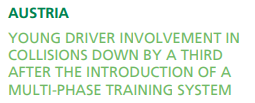 AUSTRIA
YOUNG DRIVER INVOLVEMENT IN
COLLISIONS DOWN BY A THIRD
AFTER THE INTRODUCTION OF A
MULTI-PHASE TRAINING SYSTEM